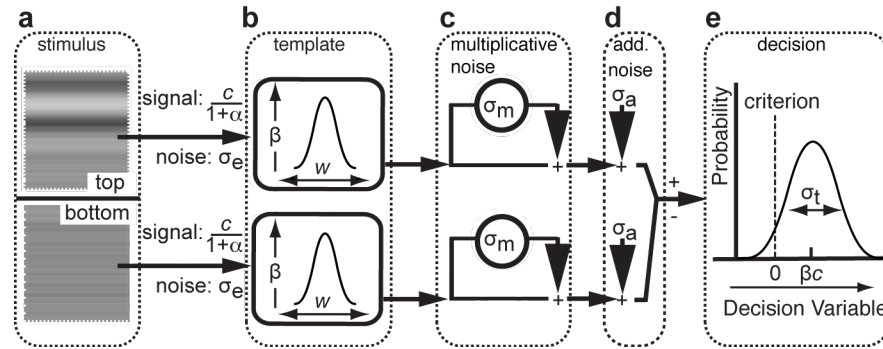 a
stimulus
top
bottom
signal: c/1+α
noise: σe
signal: c/1+α
noise: σe
b
template
β
w
β
w
c
multiplicative
noise
σm
+
σm
+
d
add.
noise
σa
+
σa
+
+
-
e
decision
criterion
Probability
σt
0 βc
Decision Variable